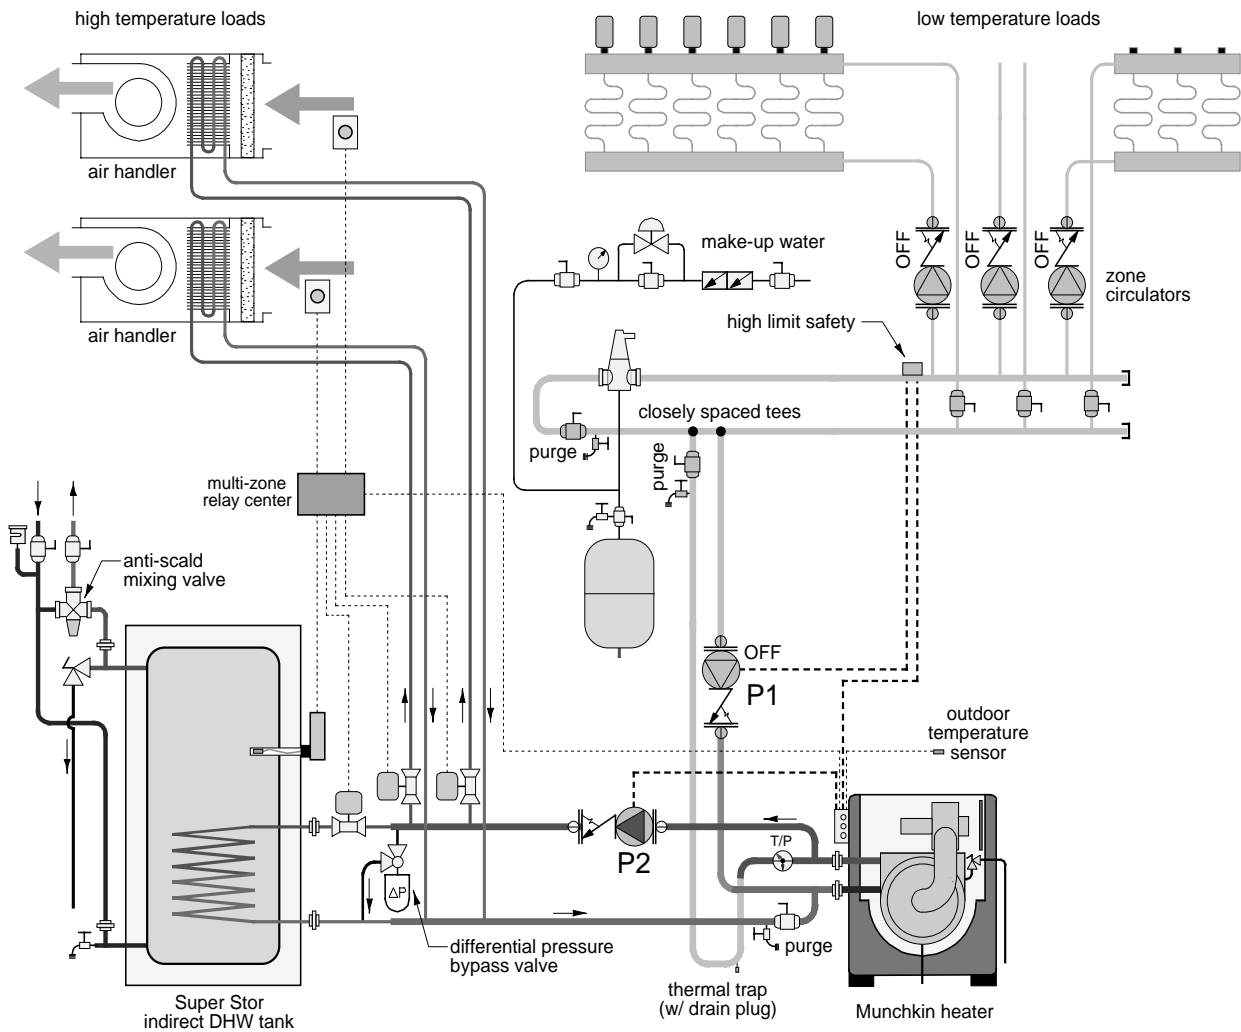 high temperature loads
low temperature loads
air handler
make-up water
OFF
OFF
OFF
zone
circulators
high limit safety
air handler
closely spaced tees
purge
purge
multi-zone
relay center
anti-scald
mixing valve
OFF
P1
outdoor
temperature
sensor
T/P
P2
ΔP
differential pressure
bypass valve
purge
thermal trap
(w/ drain plug)
Super Stor
indirect DHW tank
Munchkin heater